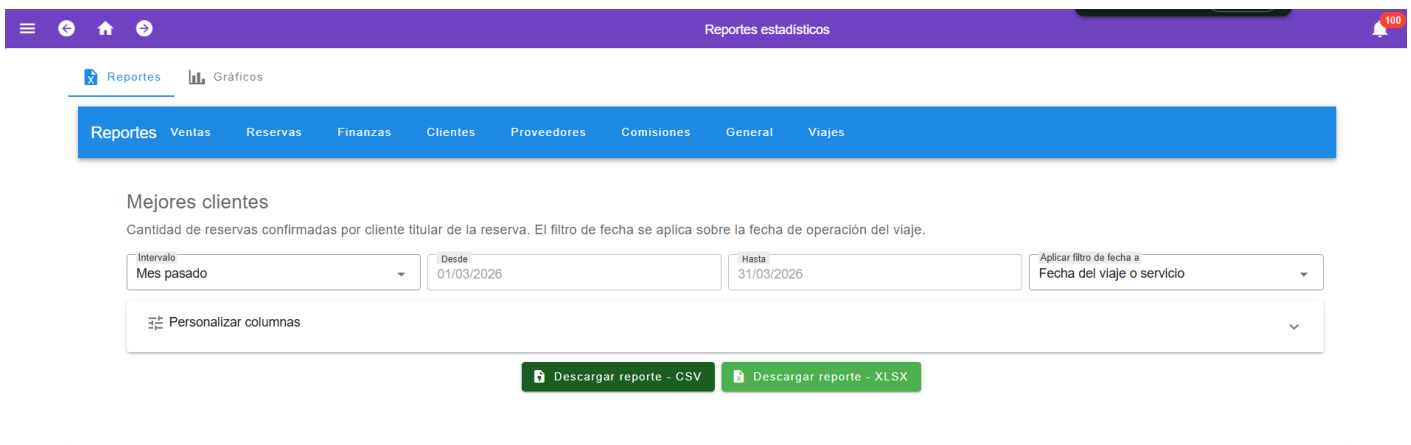 Reportes estadísticos
100
Reportes Gráficos
Reportes Ventas Reservas Finanzas Clientes Proveedores Comisiones General Viajes
Mejores clientes
Cantidad de reservas confirmadas por cliente titular de la reserva. El filtro de fecha se aplica sobre la fecha de operación del viaje.
Intervalo Desde Hasta Aplicar filtro de fecha a
Mes pasado 01/03/2026 31/03/2026 Fecha del viaje o servicio
Personalizar columnas
Descargar reporte - CSV Descargar reporte - XLSX